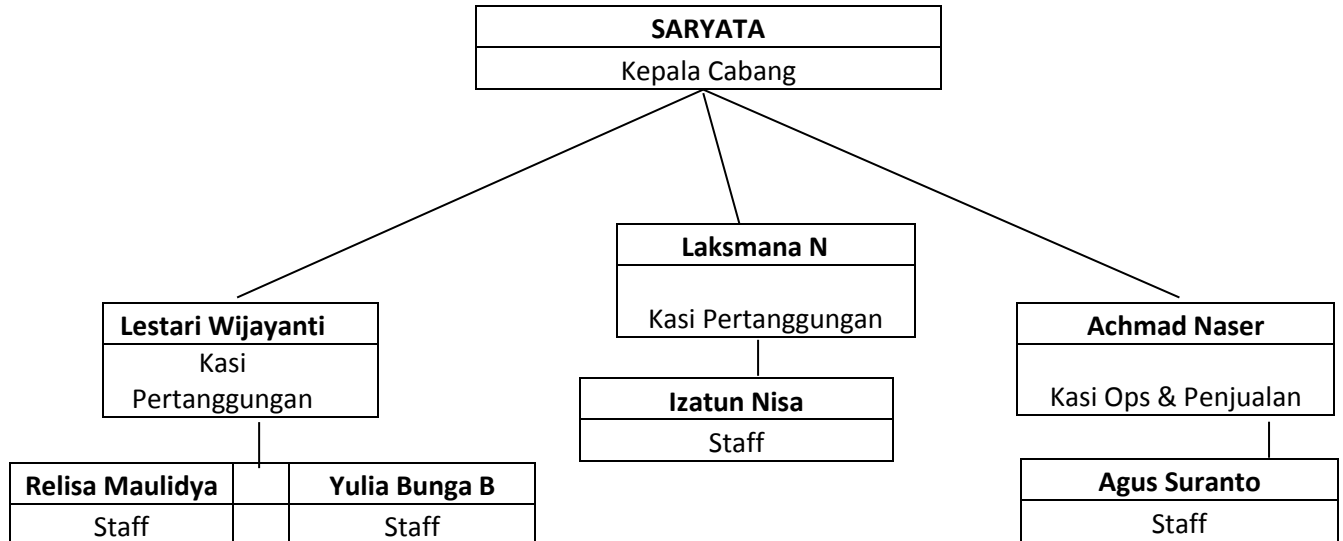 SARYATA
Kepala Cabang
Laksmana N
Kasi Pertanggungan
Lestari Wijayanti
Kasi
Pertanggungan
Achmad Naser
Kasi Ops & Penjualan
Izatun Nisa
Staff
Relisa Maulidya
Staff
Yulia Bunga B
Staff
Agus Suranto
Staff